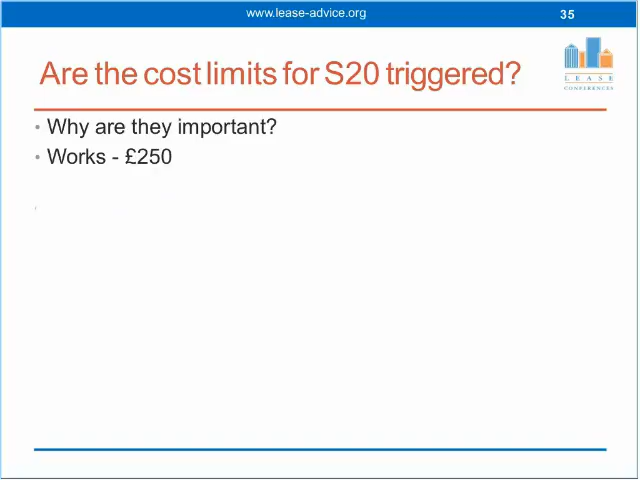 www.lease-advice.org
35
Are the cost limits for S20 triggered?
LEASE
CONFERENCES
• Why are they important?
• Works - £250